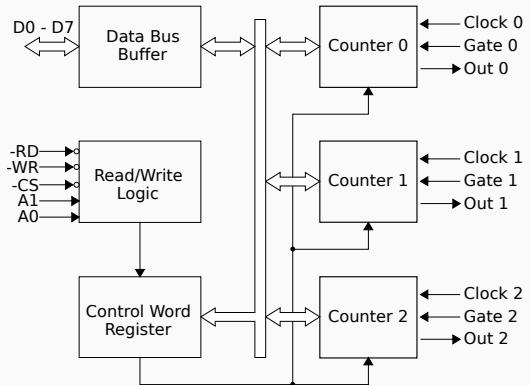 D0 - D7
Data Bus
Buffer
Counter 0
Clock 0
Gate 0
Out 0
-RD
-WR
-CS
A1
A0
Read/Write
Logic
Counter 1
Clock 1
Gate 1
Out 1
Control Word
Register
Counter 2
Clock 2
Gate 2
Out 2